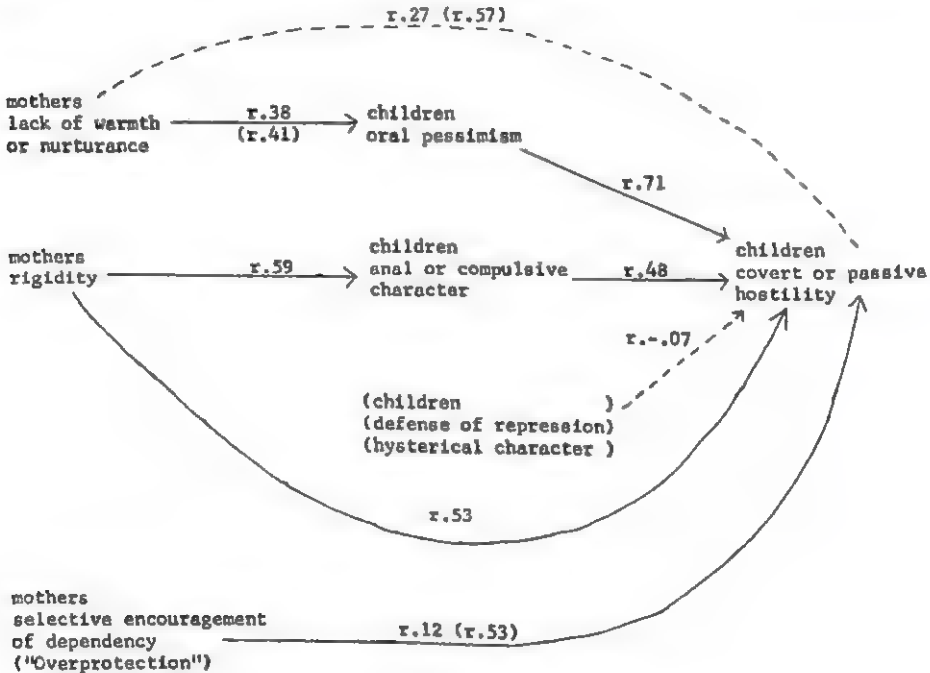 r.27 (r.57)
mothers
lack of warmth
or nurturance
r.38
(r.41)
children
oral pessimism
r.71
mothers
rigidity
r.59
children
anal or compulsive
character
r.48
children
covert or passive
hostility
r.-.07
(children )
(defense of repression)
(hysterical character )
r.53
mothers
selective encouragement
of dependency
("Overprotection")
r.12 (r.53)